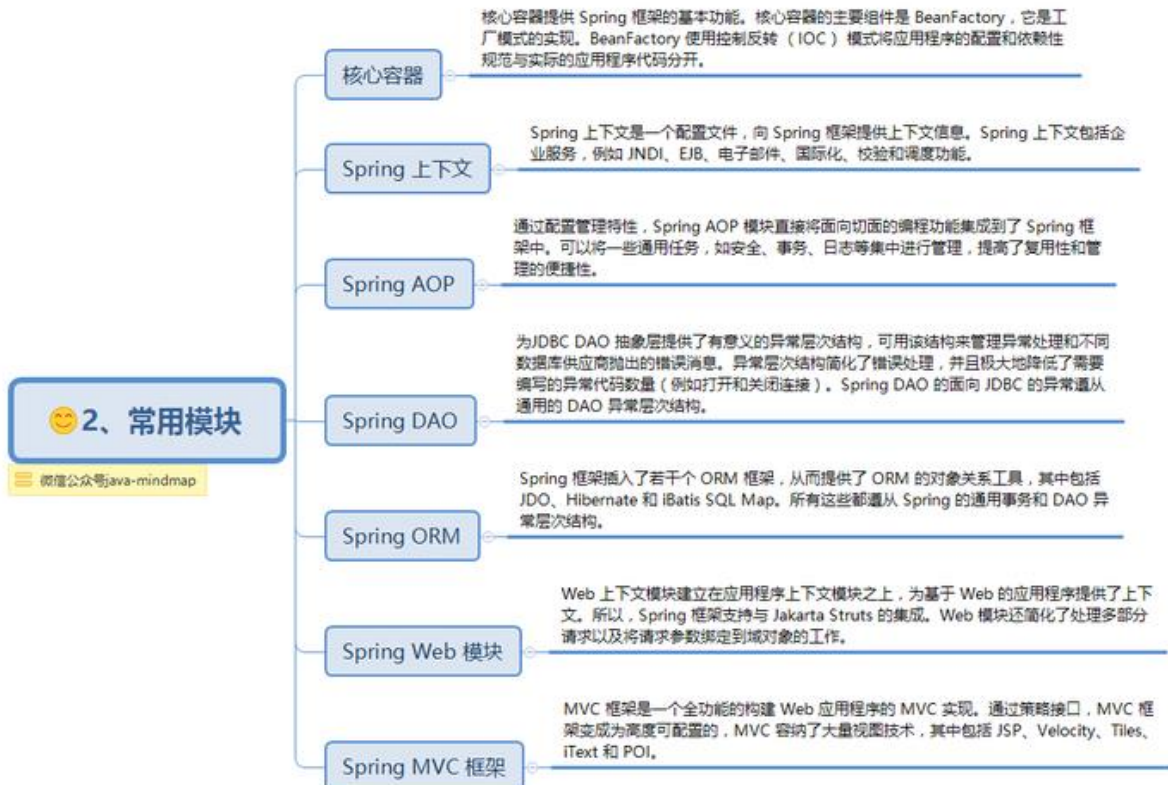 核心容器提供 Spring 框架的基本功能。核心容器的主要组件是 BeanFactory，它是工
厂模式的实现。BeanFactory 使用控制反转 （IOC ）模式将应用程序的配置和依赖性
规范与实际的应用程序代码分开。
核心容器
Spring 上下文是一个配置文件，向 Spring 框架提供上下文信息。Spring 上下文包括企
业服务，例如 JNDI、EJB、电子邮件、国际化、校验和调度功能。
Spring 上下文
通过配置管理特性，Spring AOP 模块直接将面向切面的编程功能集成到了 Spring 框
架中。可以将一些通用任务，如安全、事务、日志等集中进行管理，提高了复用性和管
理的便捷性。
Spring AOP
为JDBC DAO 抽象层提供了有意义的异常层次结构，可用该结构来管理异常处理和不同
数据库供应商抛出的错误消息。异常层次结构简化了错误处理，并且极大地降低了需要
编写的异常代码数量（例如打开和关闭连接）。Spring DAO 的面向 JDBC 的异常遵从
通用的 DAO 异常层次结构。
Spring DAO
2、常用模块
微信公众号java-mindmap
Spring 框架插入了若干个 ORM 框架，从而提供了 ORM 的对象关系工具，其中包括
JDO、Hibernate 和 iBatis SQL Map。所有这些都遵从 Spring 的通用事务和 DAO 异
常层次结构。
Spring ORM
Web 上下文模块建立在应用程序上下文模块之上，为基于 Web 的应用程序提供了上下
文。所以，Spring 框架支持与 Jakarta Struts 的集成。Web 模块还简化了处理多部分
请求以及将请求参数绑定到域对象的工作。
Spring Web 模块
MVC 框架是一个全功能的构建 Web 应用程序的 MVC 实现。通过策略接口，MVC 框
架变成为高度可配置的，MVC 容纳了大量视图技术，其中包括 JSP、Velocity、Tiles、
iText 和 POI。
Spring MVC 框架